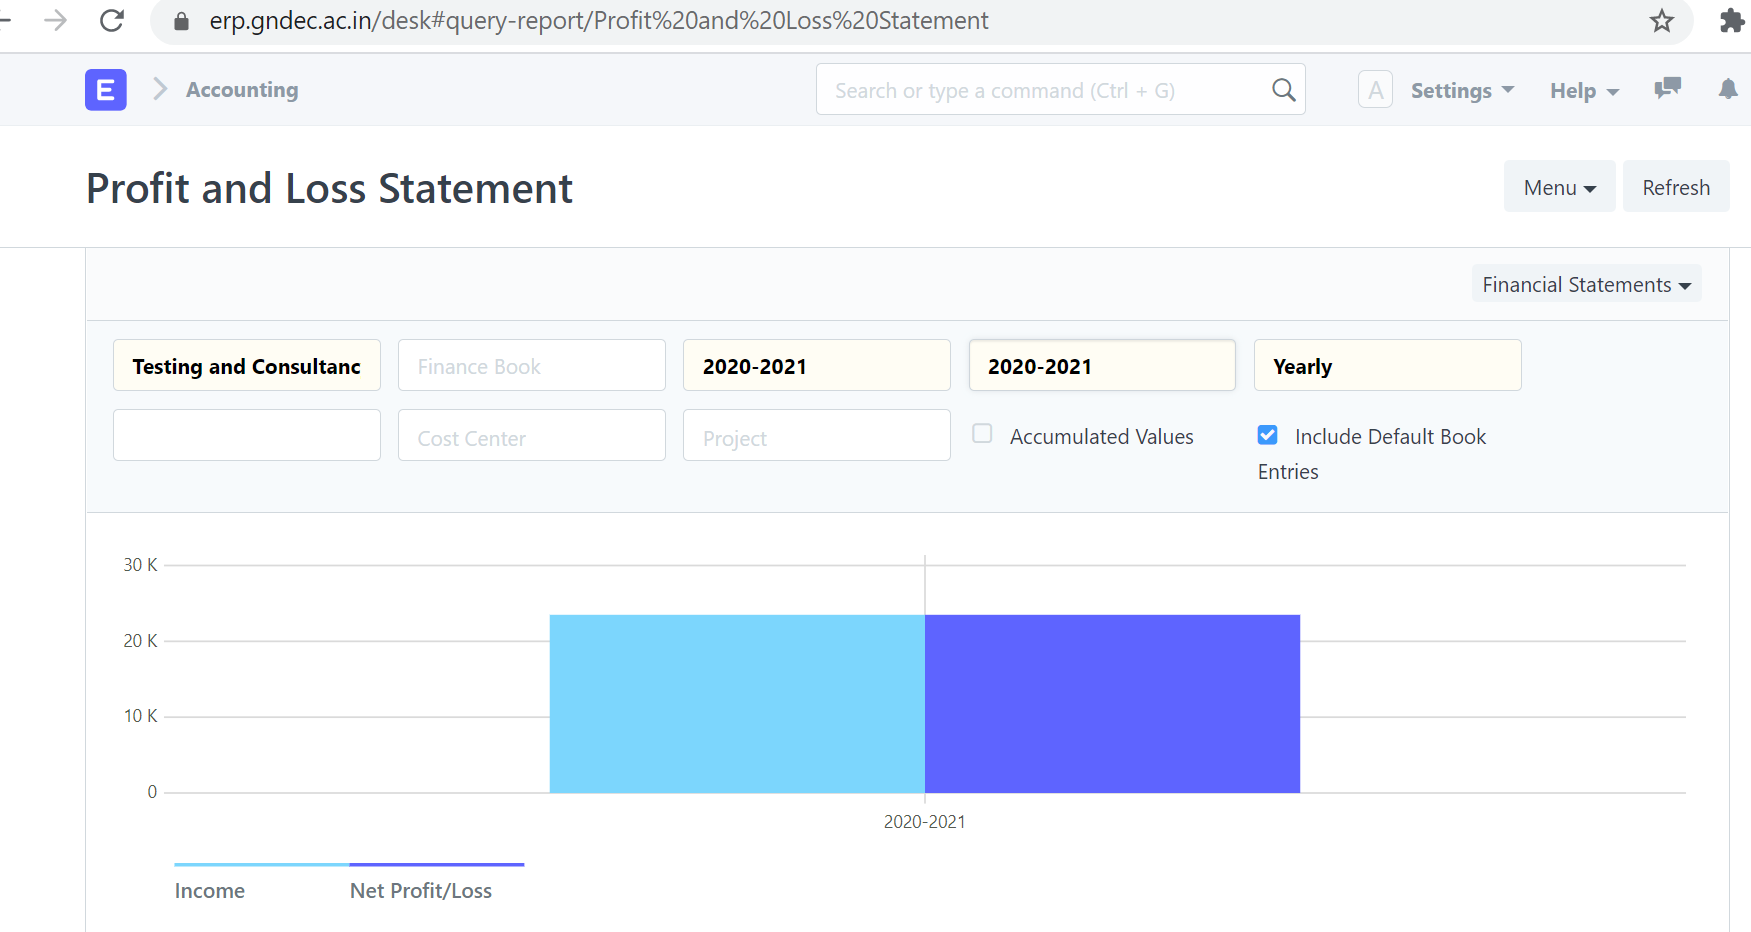 erp.gndec.ac.in/desk#query-report/Profit%20and%20Loss%20Statement
E Accounting Search or type a command (Ctrl + G) A Settings Help
Profit and Loss Statement Menu Refresh
Financial Statements
Testing and Consultanc Finance Book 2020-2021 2020-2021 Yearly
Cost Center Project Accumulated Values Include Default Book
Entries
30 K
20 K
10 K
0
2020-2021
Income Net Profit/Loss